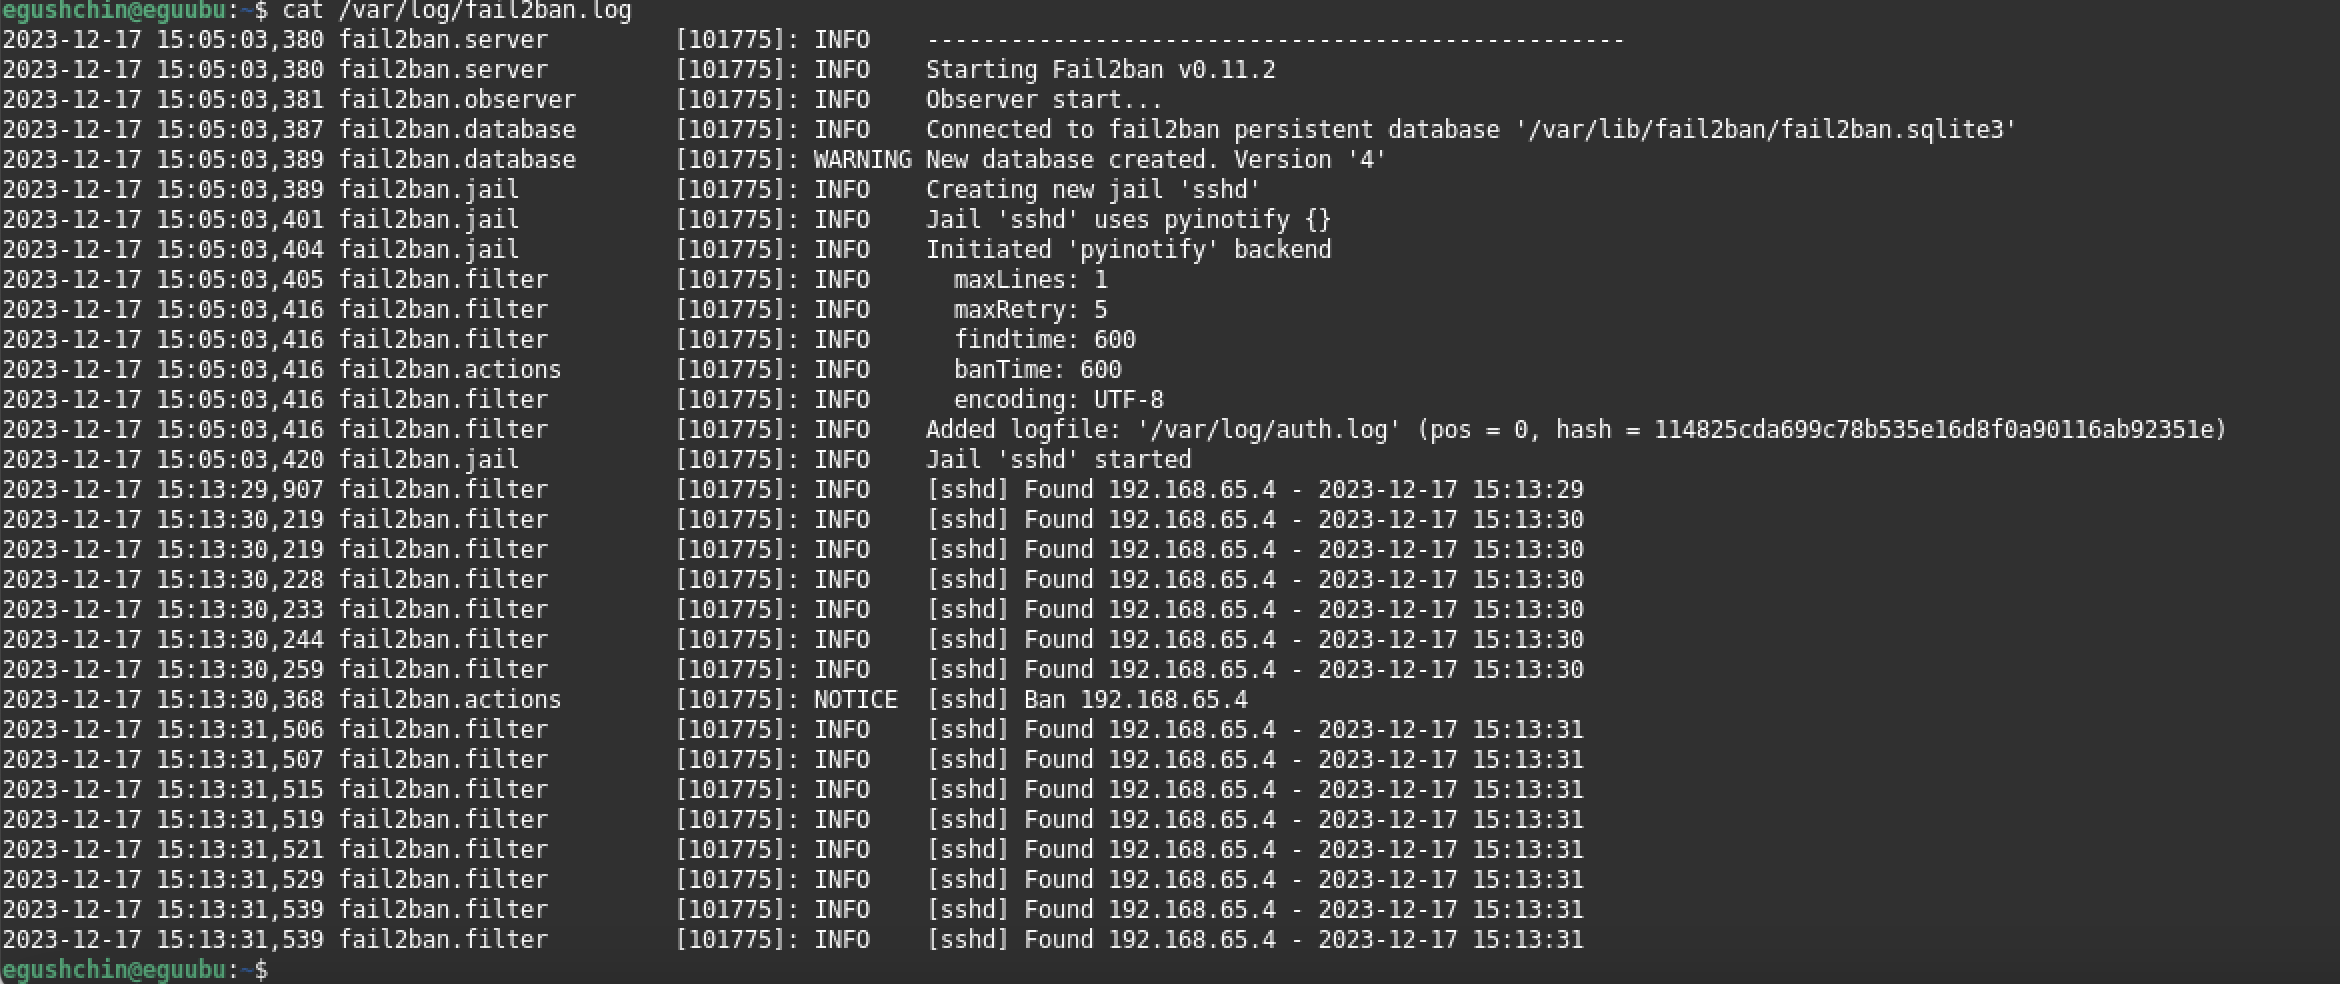 egushchin@eguubu:~$ cat /var/log/fail2ban.log
2023-12-17 15:05:03,380 fail2ban.server         [101775]: INFO    --------------------------------------------------
2023-12-17 15:05:03,380 fail2ban.server         [101775]: INFO    Starting Fail2ban v0.11.2
2023-12-17 15:05:03,381 fail2ban.observer       [101775]: INFO    Observer start...
2023-12-17 15:05:03,387 fail2ban.database       [101775]: INFO    Connected to fail2ban persistent database '/var/lib/fail2ban/fail2ban.sqlite3'
2023-12-17 15:05:03,389 fail2ban.database       [101775]: WARNING New database created. Version '4'
2023-12-17 15:05:03,389 fail2ban.jail           [101775]: INFO    Creating new jail 'sshd'
2023-12-17 15:05:03,401 fail2ban.jail           [101775]: INFO    Jail 'sshd' uses pyinotify {}
2023-12-17 15:05:03,404 fail2ban.jail           [101775]: INFO    Initiated 'pyinotify' backend
2023-12-17 15:05:03,405 fail2ban.filter         [101775]: INFO      maxLines: 1
2023-12-17 15:05:03,416 fail2ban.filter         [101775]: INFO      maxRetry: 5
2023-12-17 15:05:03,416 fail2ban.filter         [101775]: INFO      findtime: 600
2023-12-17 15:05:03,416 fail2ban.actions        [101775]: INFO      banTime: 600
2023-12-17 15:05:03,416 fail2ban.filter         [101775]: INFO      encoding: UTF-8
2023-12-17 15:05:03,416 fail2ban.filter         [101775]: INFO    Added logfile: '/var/log/auth.log' (pos = 0, hash = 114825cda699c78b535e16d8f0a90116ab92351e)
2023-12-17 15:05:03,420 fail2ban.jail           [101775]: INFO    Jail 'sshd' started
2023-12-17 15:13:29,907 fail2ban.filter         [101775]: INFO    [sshd] Found 192.168.65.4 - 2023-12-17 15:13:29
2023-12-17 15:13:30,219 fail2ban.filter         [101775]: INFO    [sshd] Found 192.168.65.4 - 2023-12-17 15:13:30
2023-12-17 15:13:30,219 fail2ban.filter         [101775]: INFO    [sshd] Found 192.168.65.4 - 2023-12-17 15:13:30
2023-12-17 15:13:30,228 fail2ban.filter         [101775]: INFO    [sshd] Found 192.168.65.4 - 2023-12-17 15:13:30
2023-12-17 15:13:30,233 fail2ban.filter         [101775]: INFO    [sshd] Found 192.168.65.4 - 2023-12-17 15:13:30
2023-12-17 15:13:30,244 fail2ban.filter         [101775]: INFO    [sshd] Found 192.168.65.4 - 2023-12-17 15:13:30
2023-12-17 15:13:30,259 fail2ban.filter         [101775]: INFO    [sshd] Found 192.168.65.4 - 2023-12-17 15:13:30
2023-12-17 15:13:30,368 fail2ban.actions        [101775]: NOTICE  [sshd] Ban 192.168.65.4
2023-12-17 15:13:31,506 fail2ban.filter         [101775]: INFO    [sshd] Found 192.168.65.4 - 2023-12-17 15:13:31
2023-12-17 15:13:31,507 fail2ban.filter         [101775]: INFO    [sshd] Found 192.168.65.4 - 2023-12-17 15:13:31
2023-12-17 15:13:31,515 fail2ban.filter         [101775]: INFO    [sshd] Found 192.168.65.4 - 2023-12-17 15:13:31
2023-12-17 15:13:31,519 fail2ban.filter         [101775]: INFO    [sshd] Found 192.168.65.4 - 2023-12-17 15:13:31
2023-12-17 15:13:31,521 fail2ban.filter         [101775]: INFO    [sshd] Found 192.168.65.4 - 2023-12-17 15:13:31
2023-12-17 15:13:31,529 fail2ban.filter         [101775]: INFO    [sshd] Found 192.168.65.4 - 2023-12-17 15:13:31
2023-12-17 15:13:31,539 fail2ban.filter         [101775]: INFO    [sshd] Found 192.168.65.4 - 2023-12-17 15:13:31
2023-12-17 15:13:31,539 fail2ban.filter         [101775]: INFO    [sshd] Found 192.168.65.4 - 2023-12-17 15:13:31
egushchin@eguubu:~$